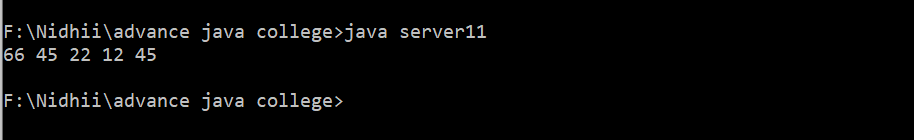 F:\Nidhii\advance java college>java server11
66 45 22 12 45
F:\Nidhii\advance java college>